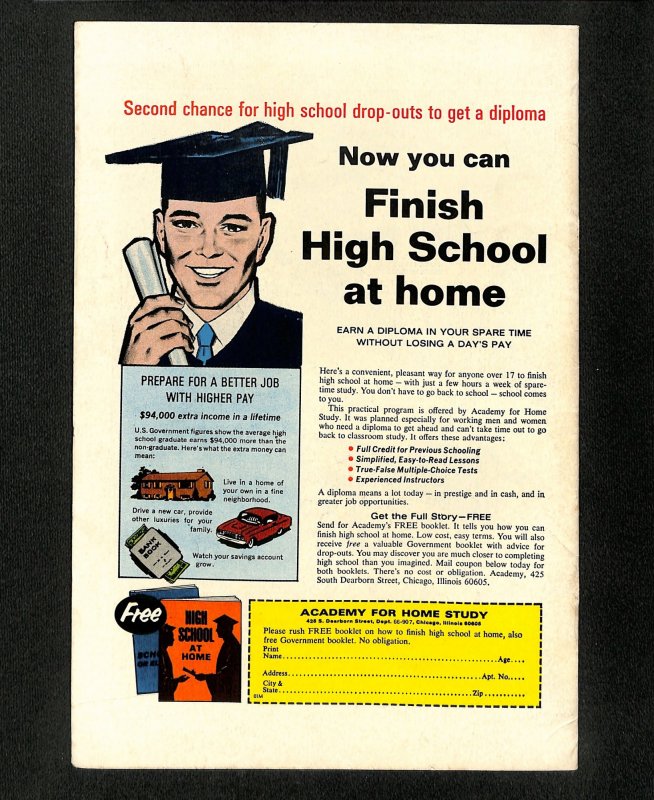 Second chance for high school drop-outs to get a diploma
Now you can
Finish
High School
at home
EARN A DIPLOMA IN YOUR SPARE TIME
WITHOUT LOSING A DAY'S PAY
PREPARE FOR A BETTER JOB
WITH HIGHER PAY
$94,000 extra income in a lifetime
U.S. Government figures show the average high
school graduate earns $94,000 more than the
non-graduate. Here's what the extra money can
mean:
Live in a home of
your own in a fine
neighborhood.
Drive a new car, provide
other luxuries for your
family.
BANK
BOOK
Watch your savings account
grow.
Here's a convenient, pleasant way for anyone over 17 to finish
high school at home — with just a few hours a week of spare-
time study. You don't have to go back to school — school comes
to you.
This practical program is offered by Academy for Home
Study. It was planned especially for working men and women
who need a diploma to get ahead and can't take time out to go
back to classroom study. It offers these advantages:
• Full Credit for Previous Schooling
• Simplified, Easy-to-Read Lessons
• True-False Multiple-Choice Tests
• Experienced Instructors
A diploma means a lot today — in prestige and in cash, and in
greater job opportunities.
Get the Full Story—FREE
Send for Academy's FREE booklet. It tells you how you can
finish high school at home. Low cost, easy terms. You will also
receive free a valuable Government booklet with advice for
drop-outs. You may discover you are much closer to completing
high school than you imagined. Mail coupon below today for
both booklets. There's no cost or obligation. Academy, 425
South Dearborn Street, Chicago, Illinois 60605.
Free
HIGH
SCHOOL
AT
HOME
ACADEMY FOR HOME STUDY
425 S. Dearborn Street, Dept. 66-907, Chicago, Illinois 60605
Please rush FREE booklet on how to finish high school at home, also
free Government booklet. No obligation.
Print
Name Age
Address Apt. No.
City &
State Zip